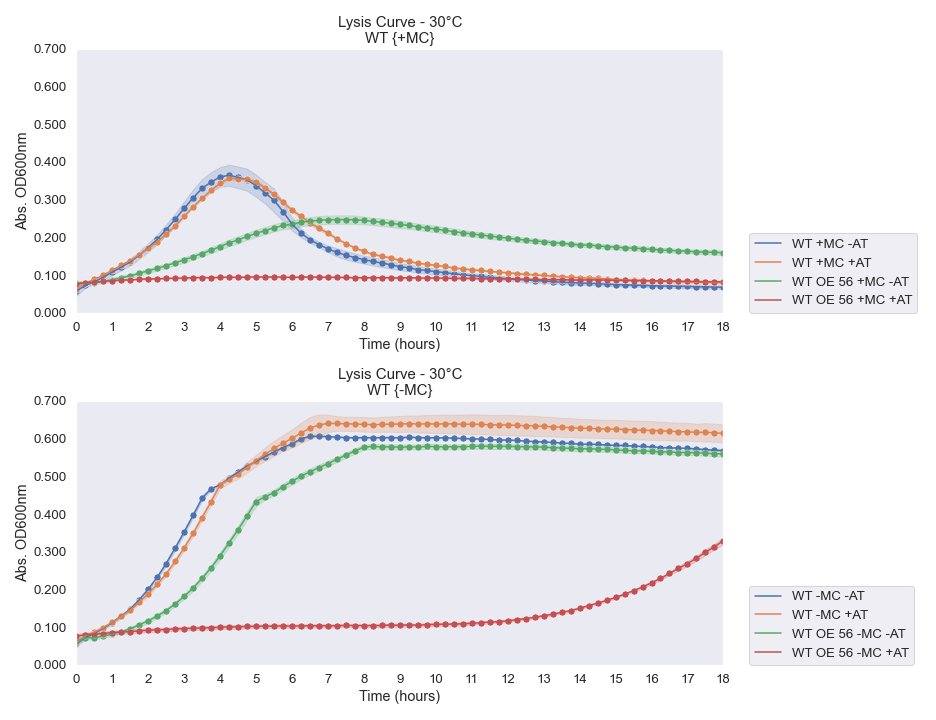 Lysis Curve - 30°C
WT {+MC}
0.700
0.600
0.500
0.400
0.300
0.200
0.100
0.000
Abs. OD600nm
0 1 2 3 4 5 6 7 8 9 10 11 12 13 14 15 16 17 18
Time (hours)
WT +MC -AT
WT +MC +AT
WT OE 56 +MC -AT
WT OE 56 +MC +AT
Lysis Curve - 30°C
WT {-MC}
0.700
0.600
0.500
0.400
0.300
0.200
0.100
0.000
Abs. OD600nm
0 1 2 3 4 5 6 7 8 9 10 11 12 13 14 15 16 17 18
Time (hours)
WT -MC -AT
WT -MC +AT
WT OE 56 -MC -AT
WT OE 56 -MC +AT